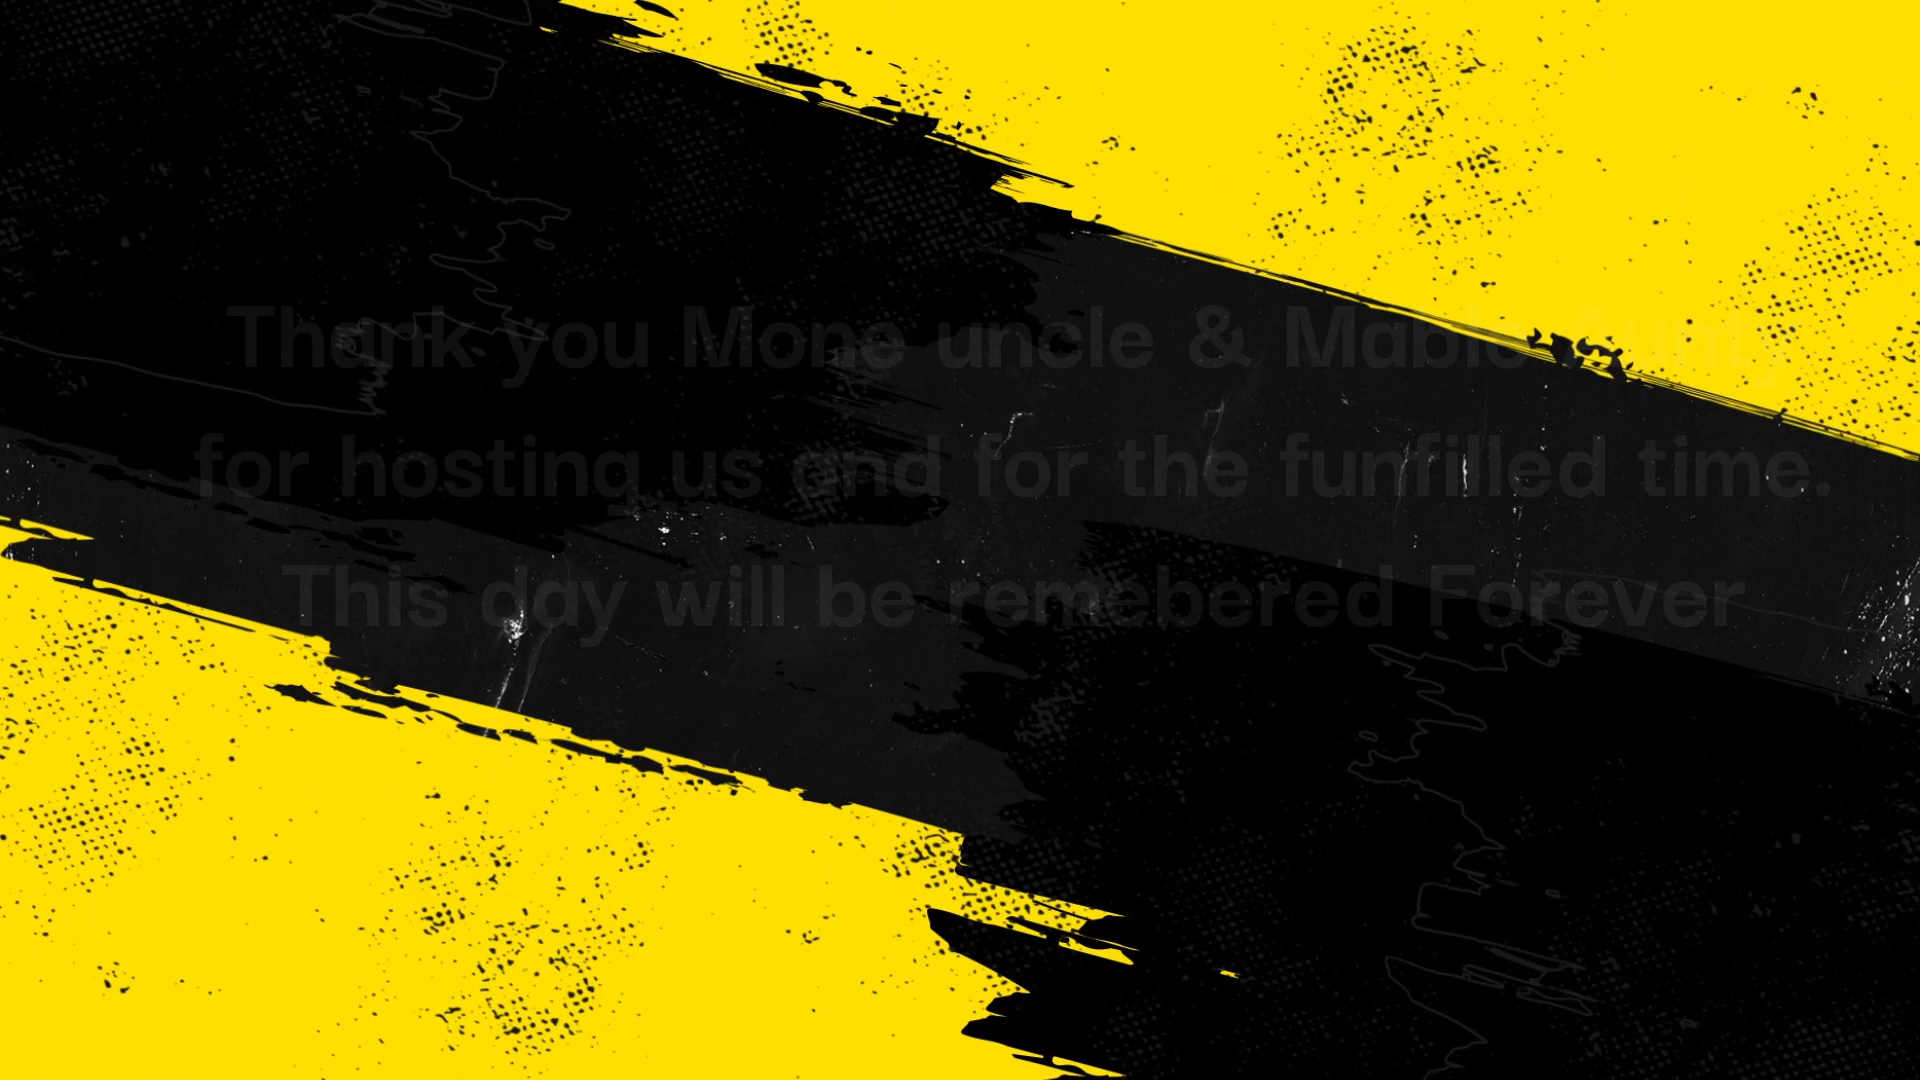 Thank you Mone uncle & Mable Aunty
for hosting us and for the funfilled time.
This day will be remebered Forever